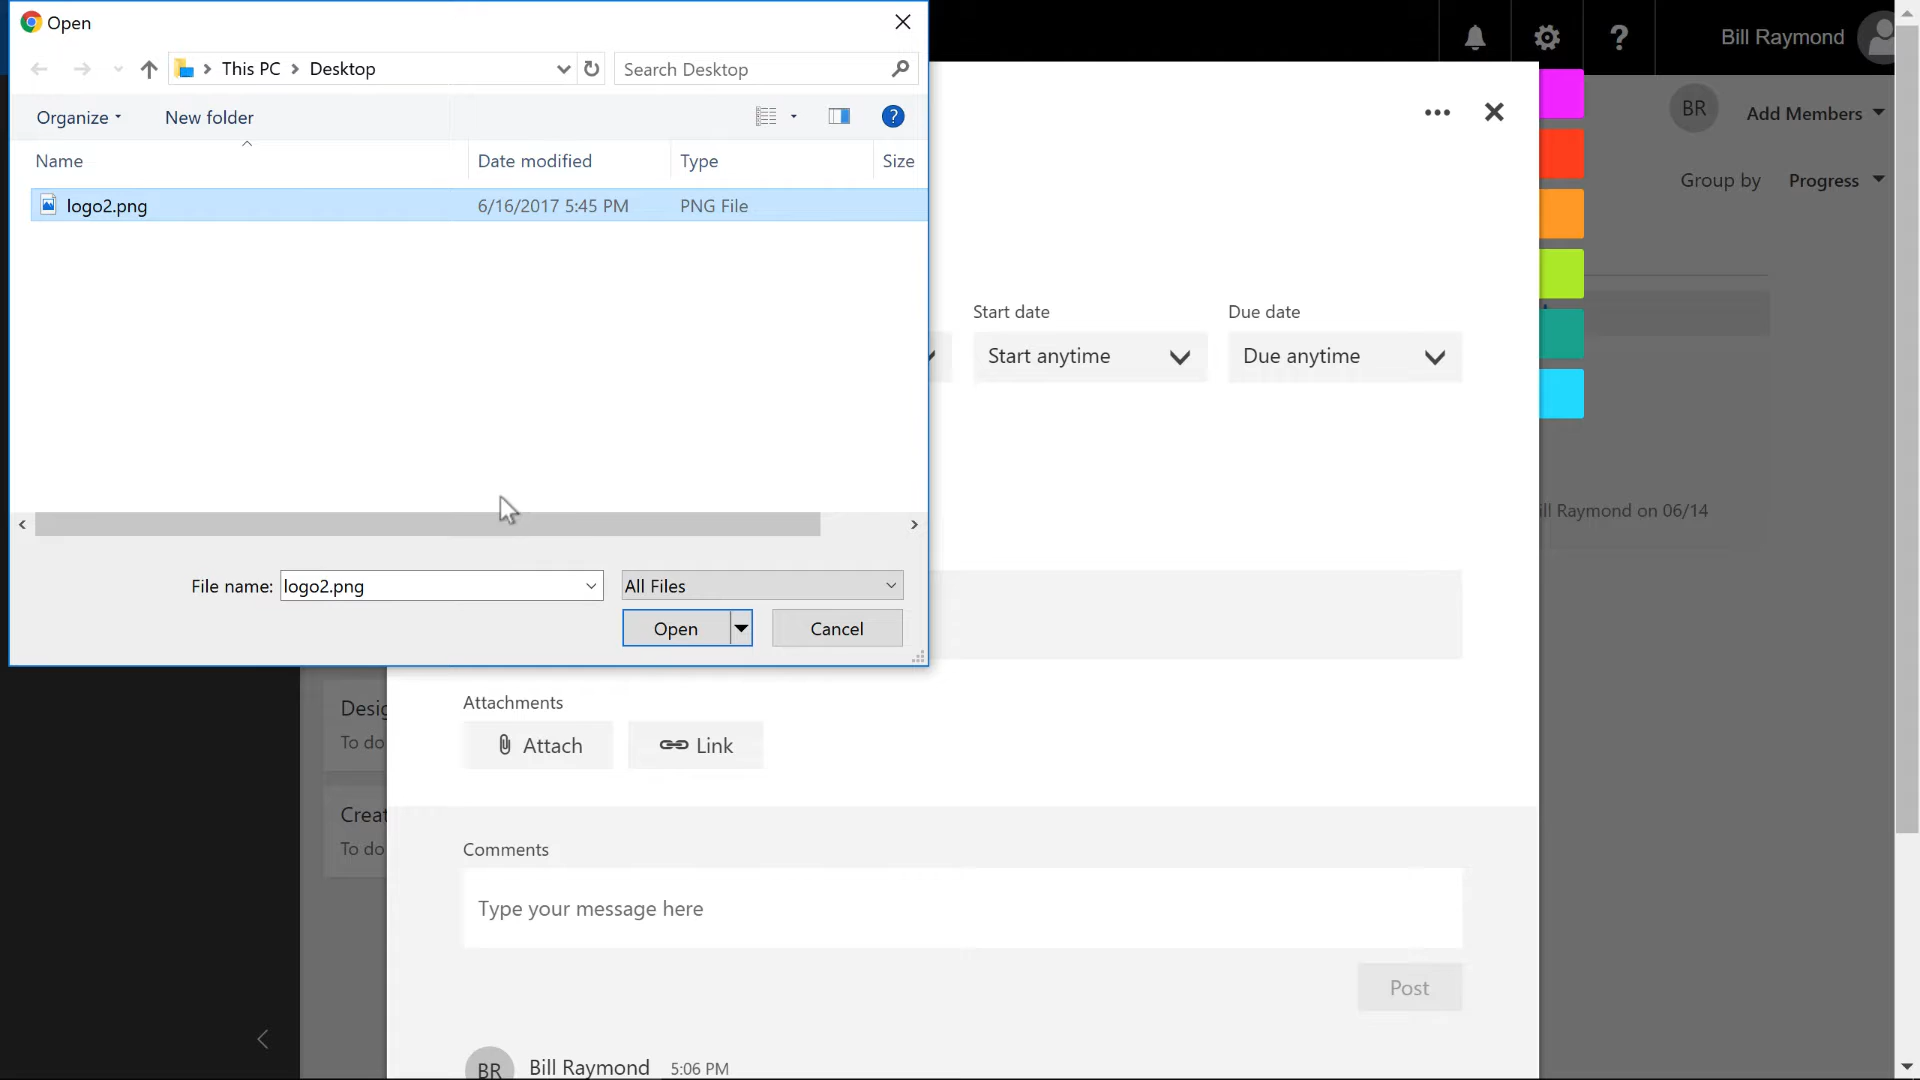 Open
This PC > Desktop
Search Desktop
Organize
New folder
Name
Date modified
Type
Size
logo2.png
6/16/2017 5:45 PM
PNG File
File name:
logo2.png
All Files
Open
Cancel
Bill Raymond
BR
Add Members
Group by
Progress
Start date
Due date
Start anytime
Due anytime
ill Raymond on 06/14
Desig
To do
Creat
To do
Attachments
Attach
Link
Comments
Type your message here
Post
BR
Bill Raymond
5:06 PM